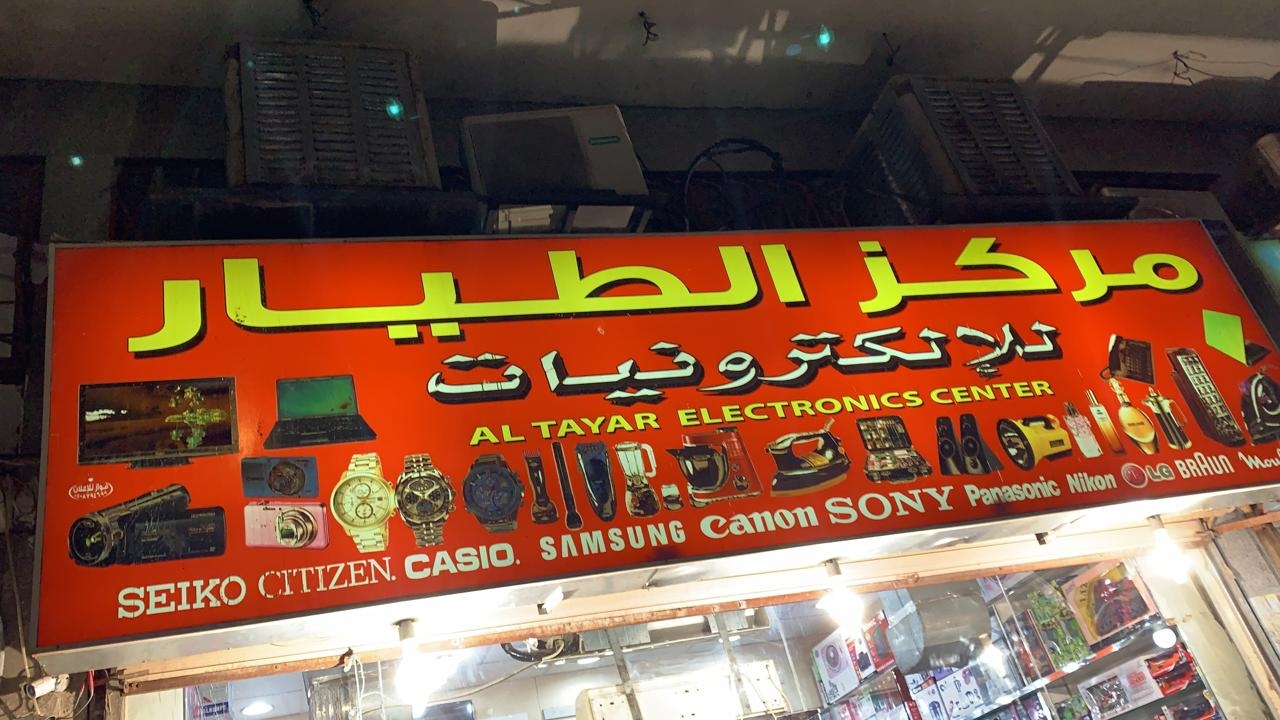 مركز الطيار
للإلكترونيات
AL TAYAR ELECTRONICS CENTER
SEIKO CITIZEN. CASIO. SAMSUNG Canon SONY Panasonic Nikon LG BRAUN